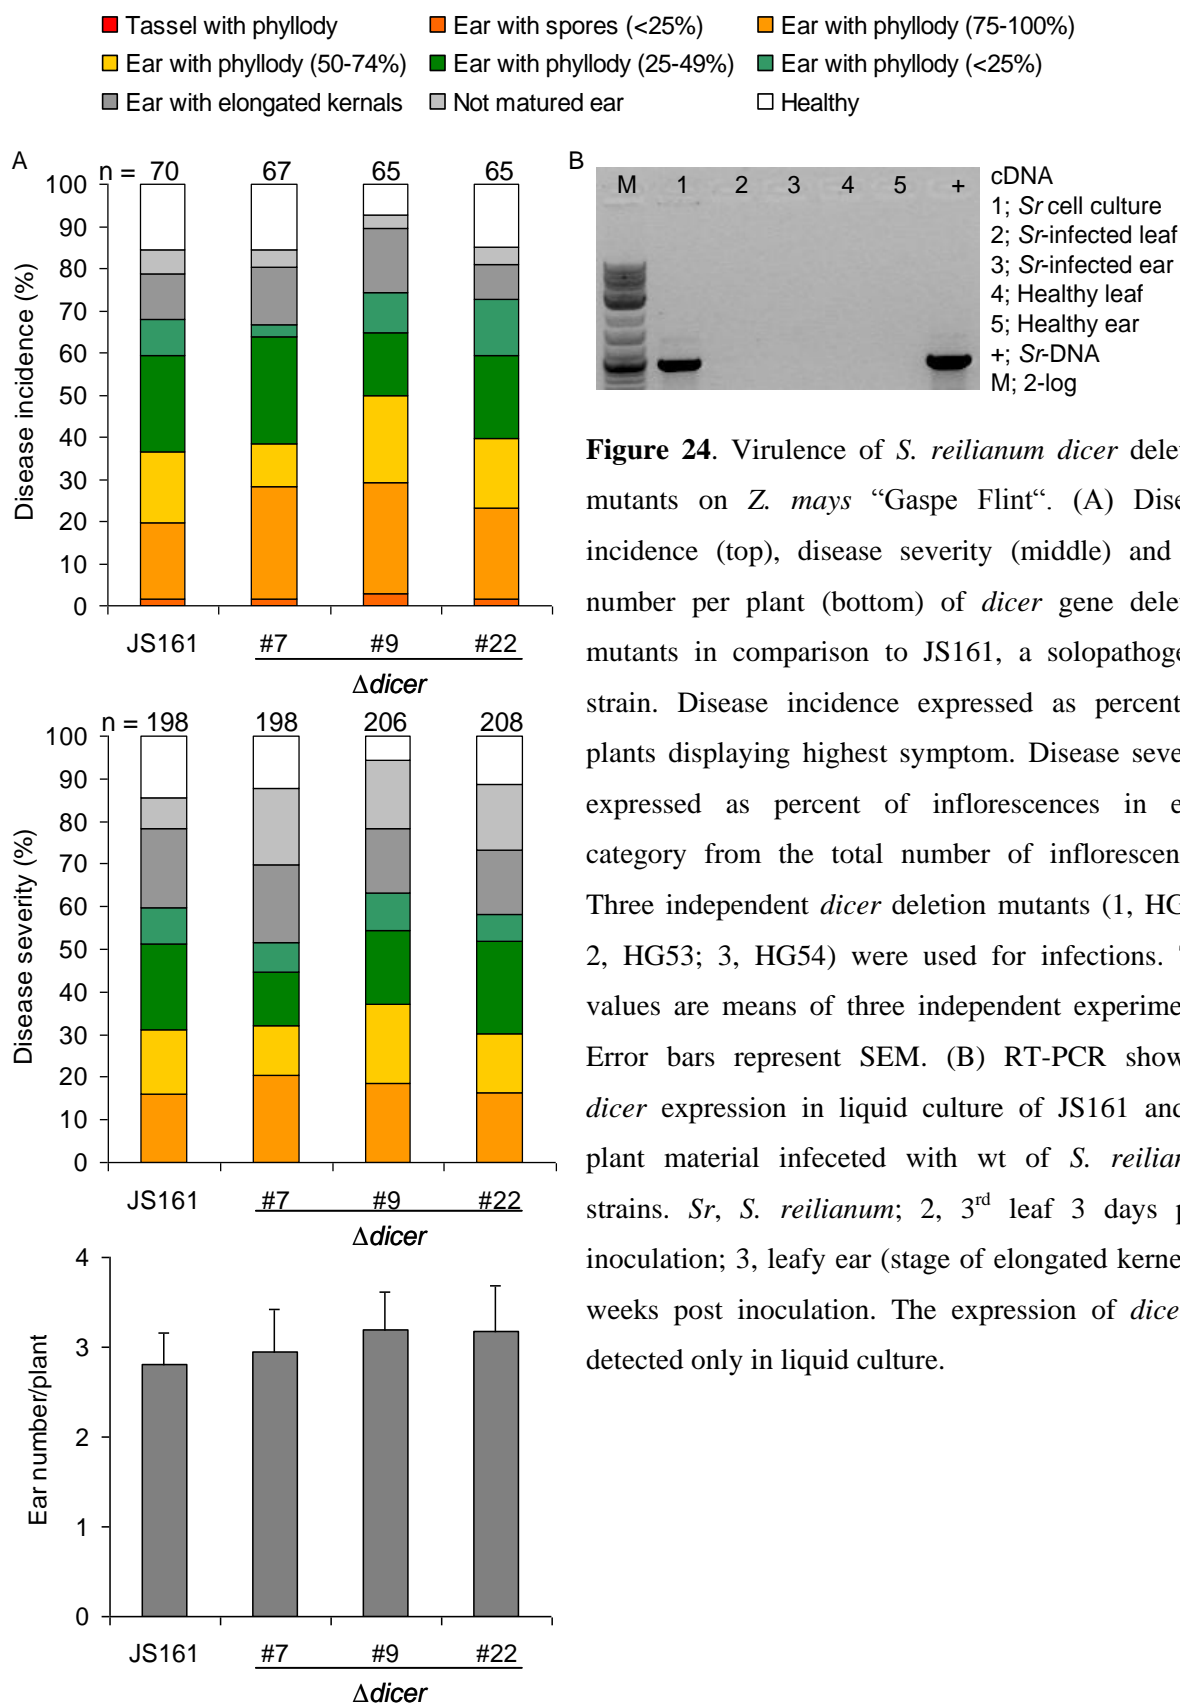 Tassel with phyllody Ear with spores (<25%) Ear with phyllody (75-100%)
Ear with phyllody (50-74%) Ear with phyllody (25-49%) Ear with phyllody (<25%)
Ear with elongated kernals Not matured ear Healthy
A
n = 70 67 65 65
100
90
80
70
60
50
40
30
20
10
0
Disease incidence (%)
JS161 #7 #9 #22
Δdicer
n = 198 198 206 208
100
90
80
70
60
50
40
30
20
10
0
Disease severity (%)
JS161 #7 #9 #22
Δdicer
4
3
2
1
0
Ear number/plant
JS161 #7 #9 #22
Δdicer
B
M 1 2 3 4 5 +
cDNA
1; Sr cell culture
2; Sr-infected leaf
3; Sr-infected ear
4; Healthy leaf
5; Healthy ear
+; Sr-DNA
M; 2-log
Figure 24. Virulence of S. reilianum dicer delet
mutants on Z. mays “Gaspe Flint“. (A) Dise
incidence (top), disease severity (middle) and
number per plant (bottom) of dicer gene delet
mutants in comparison to JS161, a solopathoge
strain. Disease incidence expressed as percent
plants displaying highest symptom. Disease sever
expressed as percent of inflorescences in e
category from the total number of inflorescen
Three independent dicer deletion mutants (1, HG
2, HG53; 3, HG54) were used for infections.
values are means of three independent experime
Error bars represent SEM. (B) RT-PCR show
dicer expression in liquid culture of JS161 and
plant material infeceted with wt of S. reilian
strains. Sr, S. reilianum; 2, 3rd leaf 3 days p
inoculation; 3, leafy ear (stage of elongated kerne
weeks post inoculation. The expression of dice
detected only in liquid culture.